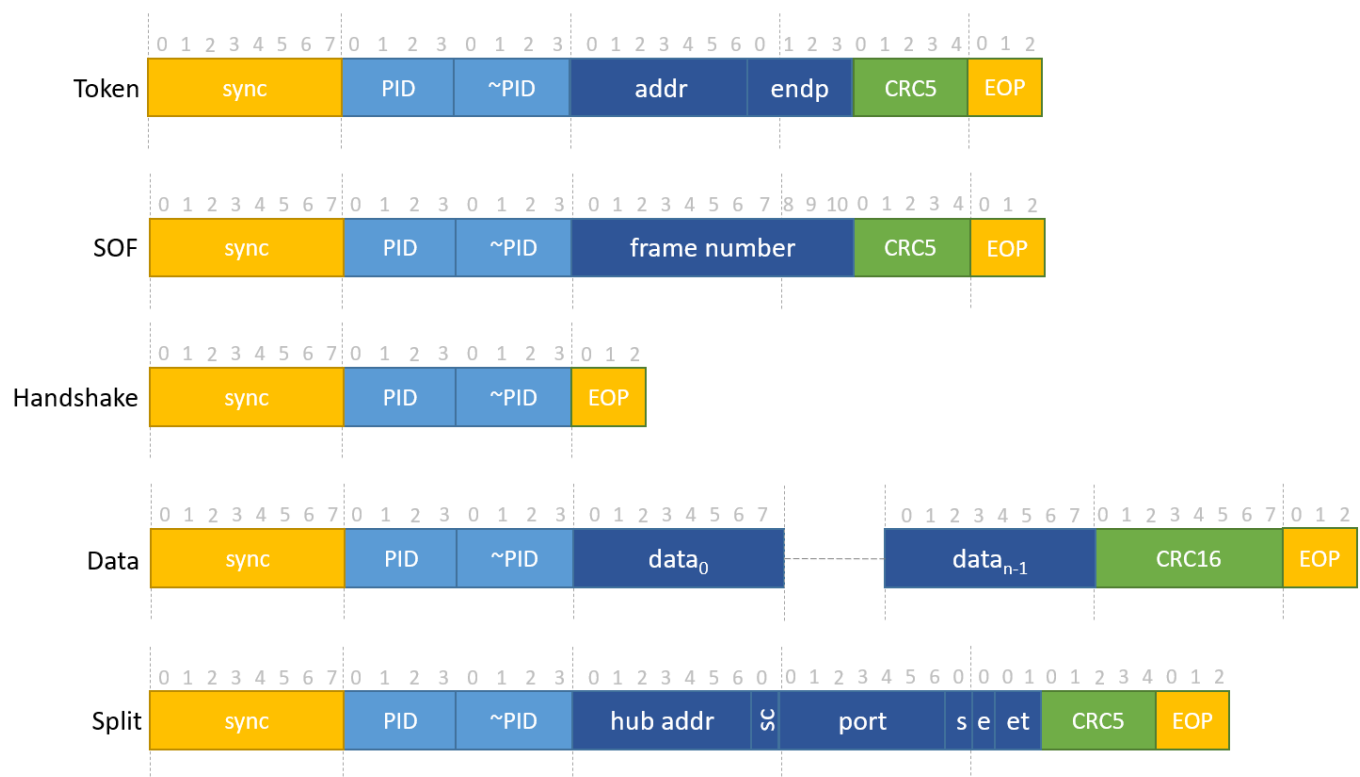 0 1 2 3 4 5 6 7 0 1 2 3 0 1 2 3 0 1 2 3 4 5 6 0 1 2 3 0 1 2 3 4 0 1 2
Token sync PID ~PID addr endp CRC5 EOP
0 1 2 3 4 5 6 7 0 1 2 3 0 1 2 3 0 1 2 3 4 5 6 7 8 9 10 0 1 2 3 4 0 1 2
SOF sync PID ~PID frame number CRC5 EOP
0 1 2 3 4 5 6 7 0 1 2 3 0 1 2 3 0 1 2
Handshake sync PID ~PID EOP
0 1 2 3 4 5 6 7 0 1 2 3 0 1 2 3 0 1 2 3 4 5 6 7 0 1 2 3 4 5 6 7 0 1 2 3 4 5 6 7 0 1 2
Data sync PID ~PID data0 datan-1 CRC16 EOP
0 1 2 3 4 5 6 7 0 1 2 3 0 1 2 3 0 1 2 3 4 5 6 0 0 1 2 3 4 5 6 0 0 0 1 0 1 2 3 4 0 1 2
Split sync PID ~PID hub addr sc port s e et CRC5 EOP